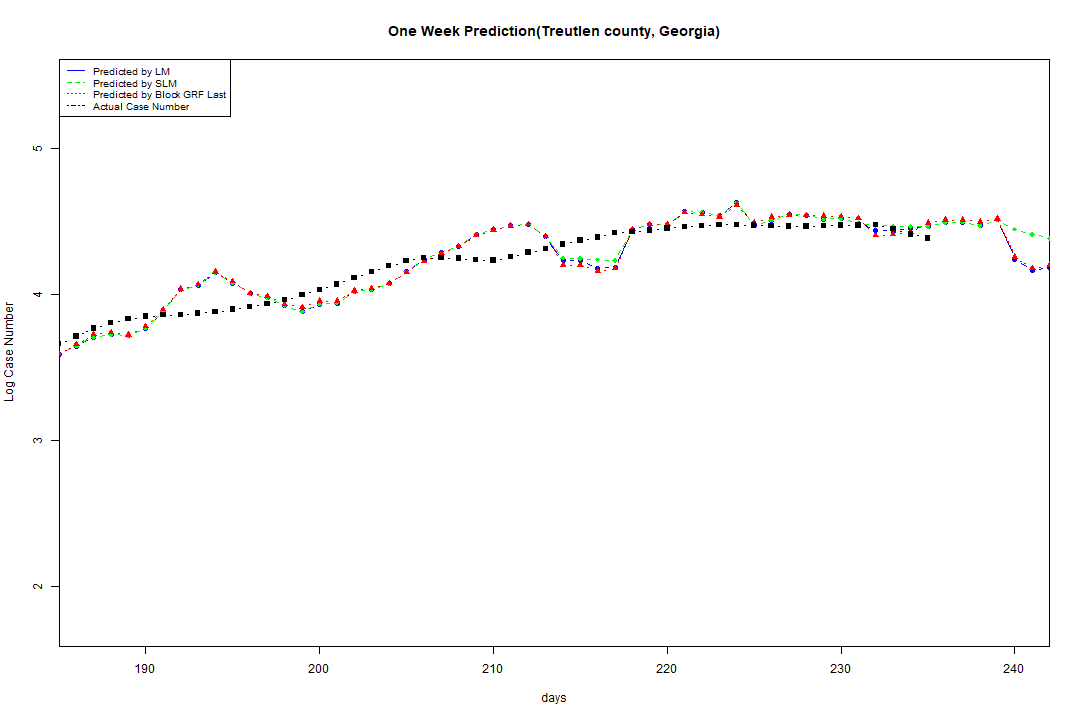 One Week Prediction(Treutlen county, Georgia)
Predicted by LM
Predicted by SLM
Predicted by Block GRF Last
Actual Case Number
5
4
3
2
Log Case Number
190 200 210 220 230 240
days